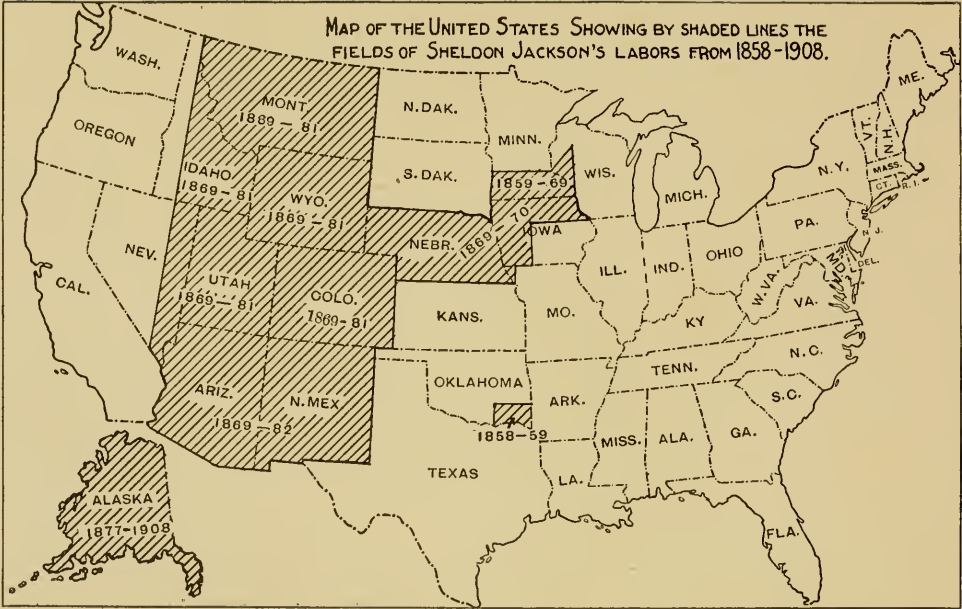 MAP OF THE UNITED STATES SHOWING BY SHADED LINES THE
FIELDS OF SHELDON JACKSON'S LABORS FROM 1858-1908.
WASH.
OREGON
CAL.
NEV.
MONT
1869-81
IDAHO
1869-81
WYO.
1869-81
UTAH
1869-81
COLO.
1869-81
ARIZ.
N.MEX
1869-82
N.DAK.
S.DAK.
NEBR.
1869-70
KANS.
OKLAHOMA
1858-59
TEXAS
MINN.
1859-69
IOWA
MO.
ARK.
LA.
WIS.
ILL.
MICH.
IND.
OHIO
KY
TENN.
MISS.
ALA.
GA.
FLA.
S.C.
N.C.
VA.
W.VA.
MD.
DEL.
PA.
N.J.
N.Y.
VT.
N.H.
ME.
MASS.
CT.
R.I.
ALASKA
1877-1908